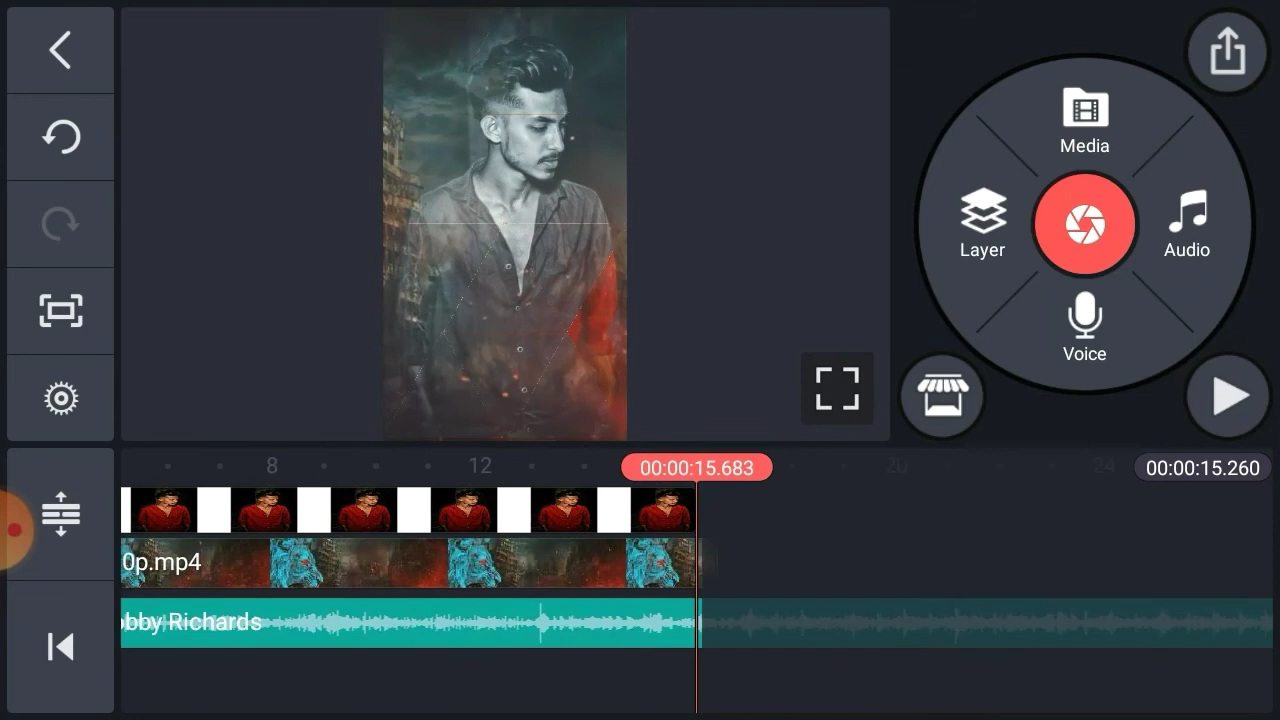 Media
Layer
Audio
Voice
8
12
00:00:15.683
20
24
00:00:15.260
0p.mp4
obby Richards